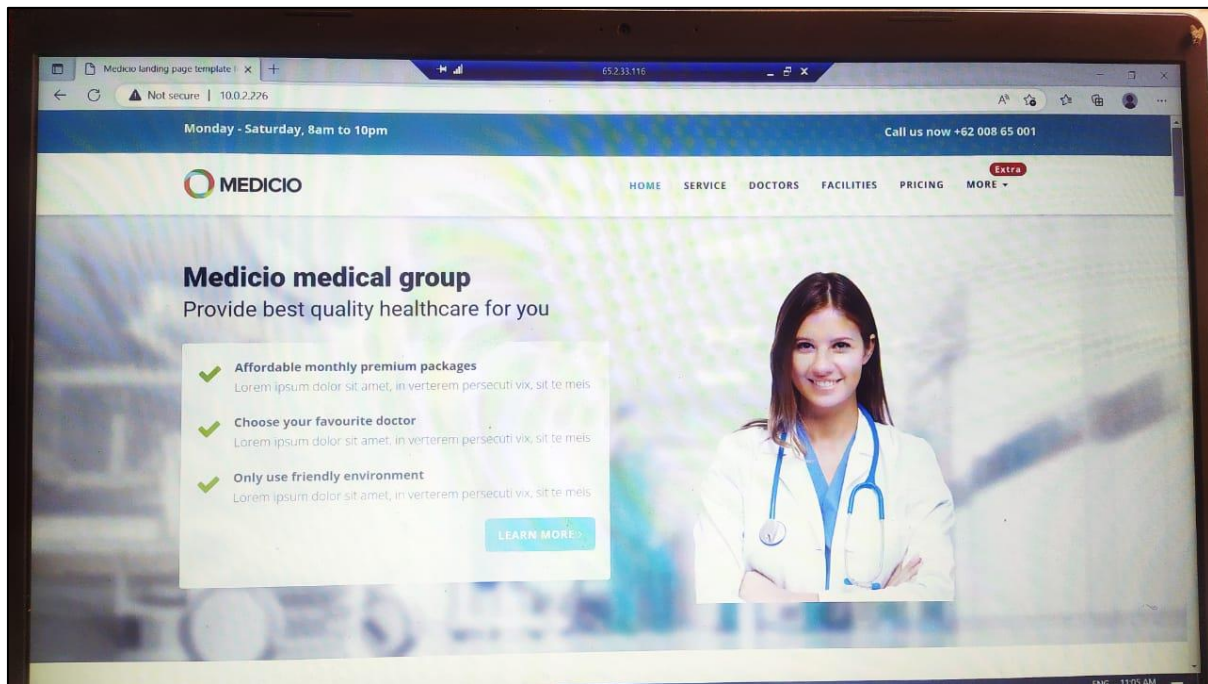 65.2.33.116
Medicio landing page template
Not secure | 10.0.2.226
Monday - Saturday, 8am to 10pm
Call us now +62 008 65 001
MEDICIO
HOME SERVICE DOCTORS FACILITIES PRICING MORE
Extra
Medicio medical group
Provide best quality healthcare for you
Affordable monthly premium packages
Lorem ipsum dolor sit amet, in verterem persecuti vix, sit te meis
Choose your favourite doctor
Lorem ipsum dolor sit amet, in verterem persecuti vix, sit te meis
Only use friendly environment
Lorem ipsum dolor sit amet, in verterem persecuti vix, sit te meis
LEARN MORE
ENG 11:05 AM